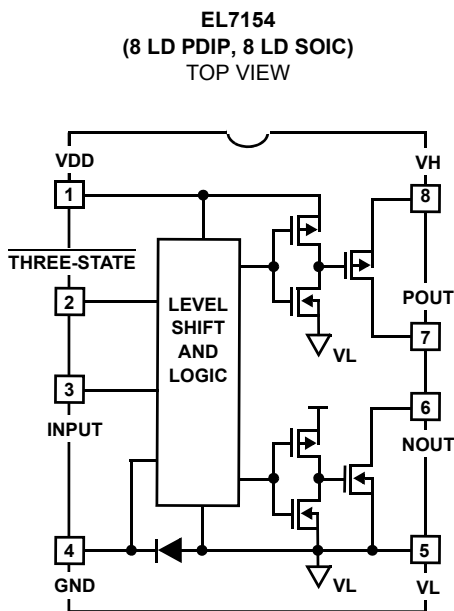 EL7154
(8 LD PDIP, 8 LD SOIC)
TOP VIEW
VDD
VH
1
8
THREE-STATE
2
LEVEL
SHIFT
AND
LOGIC
POUT
VL
7
3
INPUT
6
NOUT
4
GND
VL
5
VL